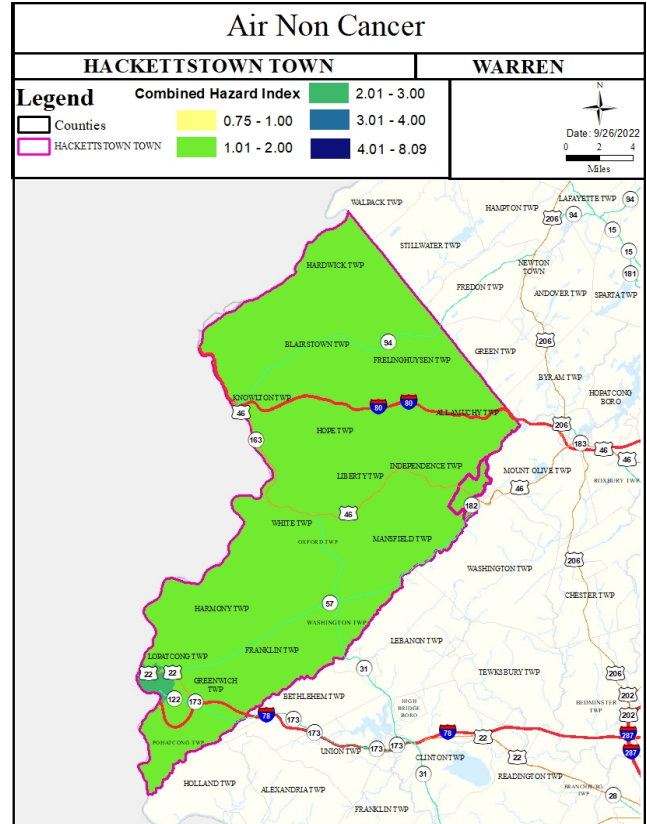 Air Non Cancer
HACKETTSTOWN TOWN
WARREN
Legend
Counties
HACKETTSTOWN TOWN
Combined Hazard Index
0.75 - 1.00
1.01 - 2.00
2.01 - 3.00
3.01 - 4.00
4.01 - 8.09
N
Date: 9/26/2022
0 2 4
Miles
WALPACK TWP
HAMPTON TWP
LAFAYETTE TWP
94
206
94
15
STILLWATER TWP
15
NEWTON
TOWN
HARDWICK TWP
181
FREDON TWP
ANDOVER TWP
SPARTA TWP
BLAIRSTOWN TWP
94
206
GREEN TWP
FRELINGHUYSEN TWP
BYRAM TWP
HOPATCONG
BORO
KNOWLTON TWP
80
80
46
ALLAMUCHY TWP
206
HOPE TWP
163
183
46
46
INDEPENDENCE TWP
MOUNT OLIVE TWP
LIBERTY TWP
46
ROXBURY TWP
182
46
WHITE TWP
OXFORD TWP
MANSFIELD TWP
206
WASHINGTON TWP
CHESTER TWP
57
HARMONY TWP
WASHINGTON TWP
LEBANON TWP
FRANKLIN TWP
LOPATCONG TWP
31
22
22
TEWKSBURY TWP
206
GREENWICH
TWP
122
173
BETHLEHEM TWP
202
BEDMINSTER
TWP
HIGH
BRIDGE
BORO
78
173
202
173
78
287
POHATCONG TWP
22
UNION TWP
173
173
287
CLINTON TWP
22
31
READINGTON TWP
HOLLAND TWP
ALEXANDRIA TWP
BRANCHBURG
TWP
28
FRANKLIN TWP